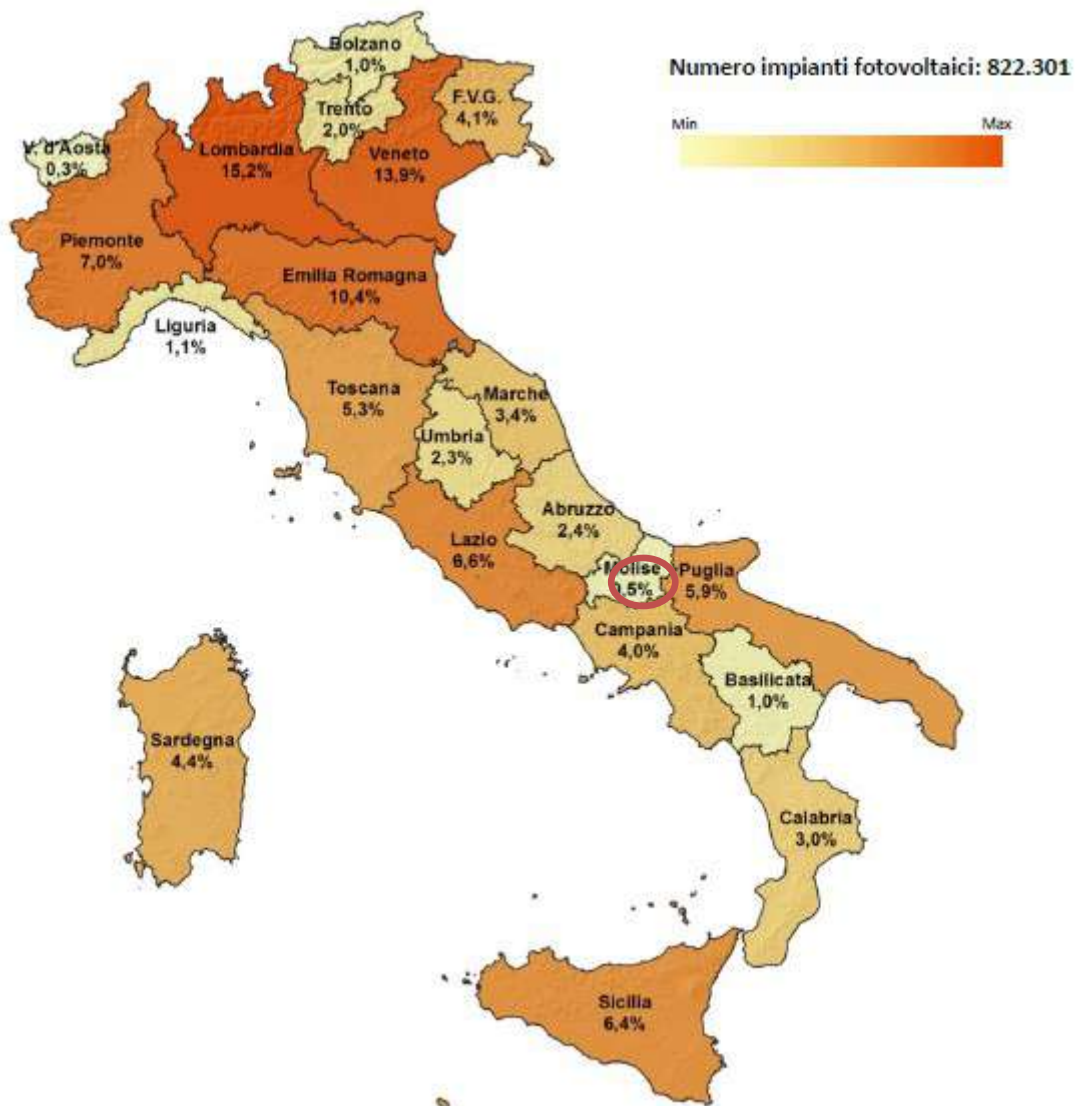 Numero impianti fotovoltaici: 822.301
Min
Max
Bolzano
1,0%
Trento
2,0%
F.V.G.
4,1%
V. d'Aosta
0,3%
Lombardia
15,2%
Veneto
13,9%
Piemonte
7,0%
Emilia Romagna
10,4%
Liguria
1,1%
Toscana
5,3%
Marche
3,4%
Umbria
2,3%
Abruzzo
2,4%
Lazio
6,6%
Molise
0,5%
Puglia
5,9%
Campania
4,0%
Basilicata
1,0%
Sardegna
4,4%
Calabria
3,0%
Sicilia
6,4%